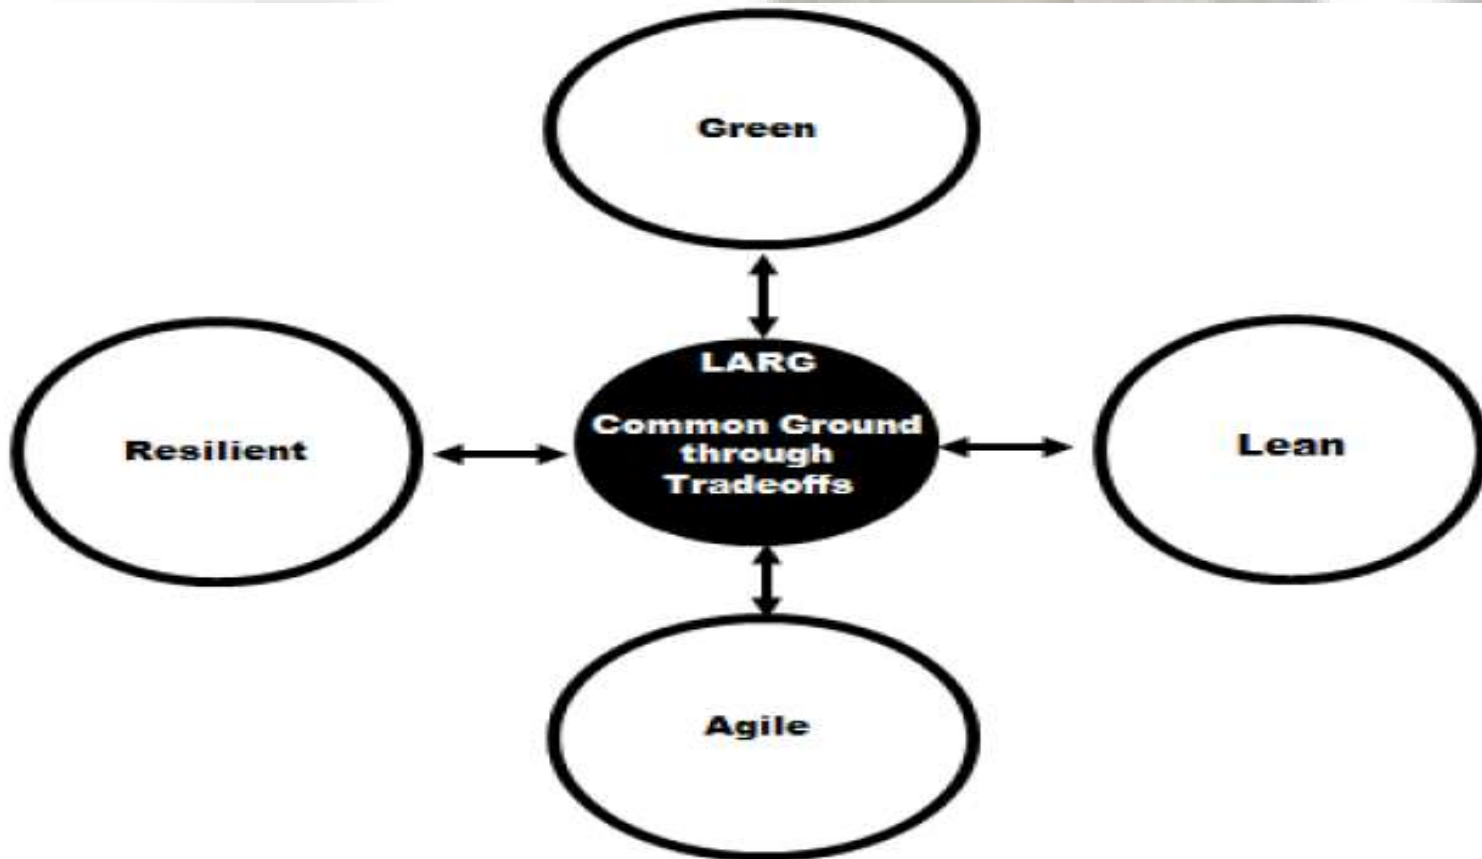 Green
LARG
Common Ground
through
Tradeoffs
Resilient
Lean
Agile